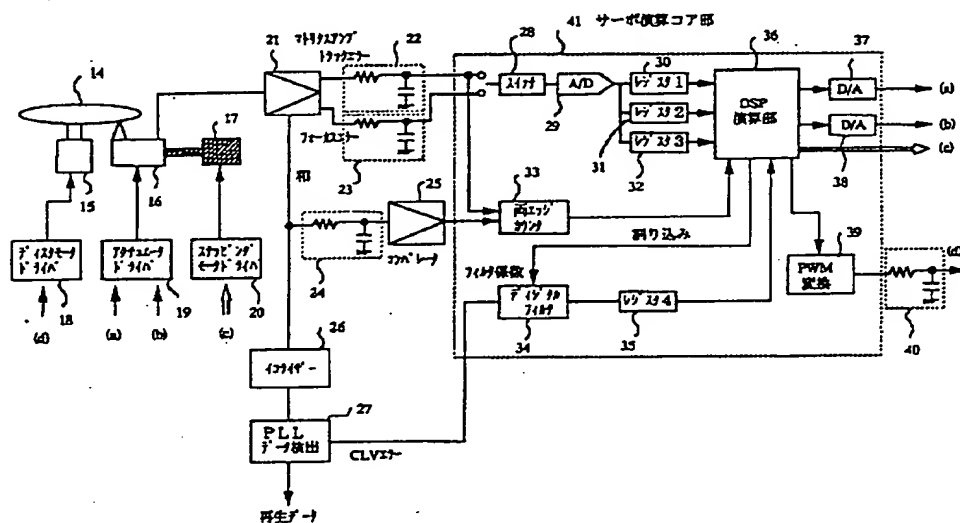 41 サーボ演算コア部
21
マトリクスアンプ
トラックエラー
22
28
36
37
14
30
スイッチ
A/D
レジスタ1
DSP
演算部
D/A
(a)
17
29
レジスタ2
D/A
(b)
フォーカスエラー
31
レジスタ3
(c)
15
16
和
23
25
33
32
38
両エッジ
カウンタ
割り込み
39
ディスクモータ
ドライバ
アクチュエータ
ドライバ
ステッピング
モータドライバ
コンパレータ
24
フィルタ係数
PWM
変換
(d)
18
19
20
ディジタル
フィルタ
レジスタ4
(d)
(a)
(b)
(c)
26
34
35
40
イコライザー
27
PLL
データ検出
CLVエラー
再生データ